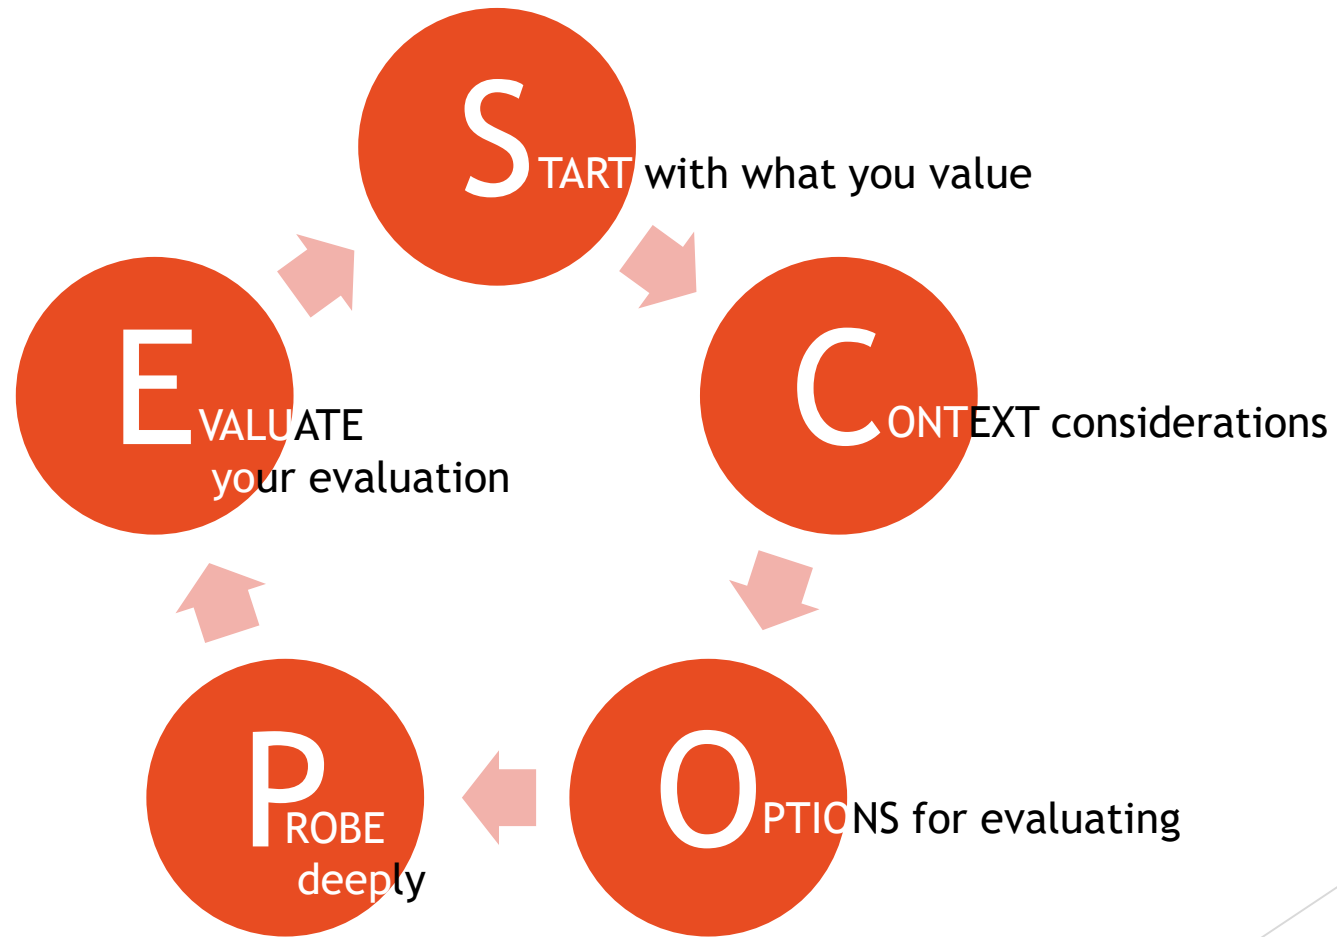 START with what you value
CONTEXT considerations
OPTIONS for evaluating
PROBE
deeply
EVALUATE
your evaluation